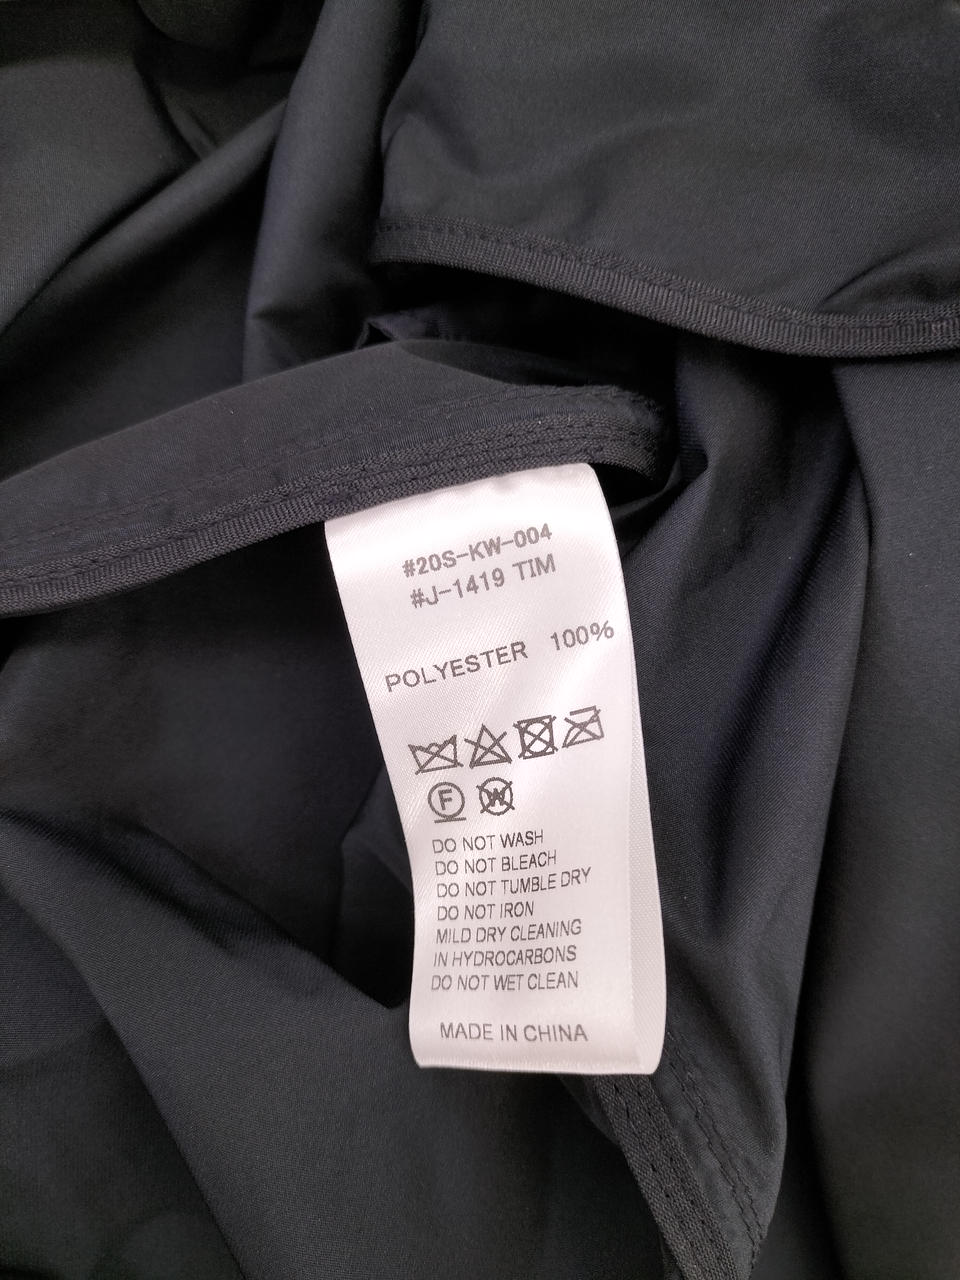 #20S-KW-004
#J-1419 TIM
POLYESTER 100%
F W
DO NOT WASH
DO NOT BLEACH
DO NOT TUMBLE DRY
DO NOT IRON
MILD DRY CLEANING
IN HYDROCARBONS
DO NOT WET CLEAN
MADE IN CHINA